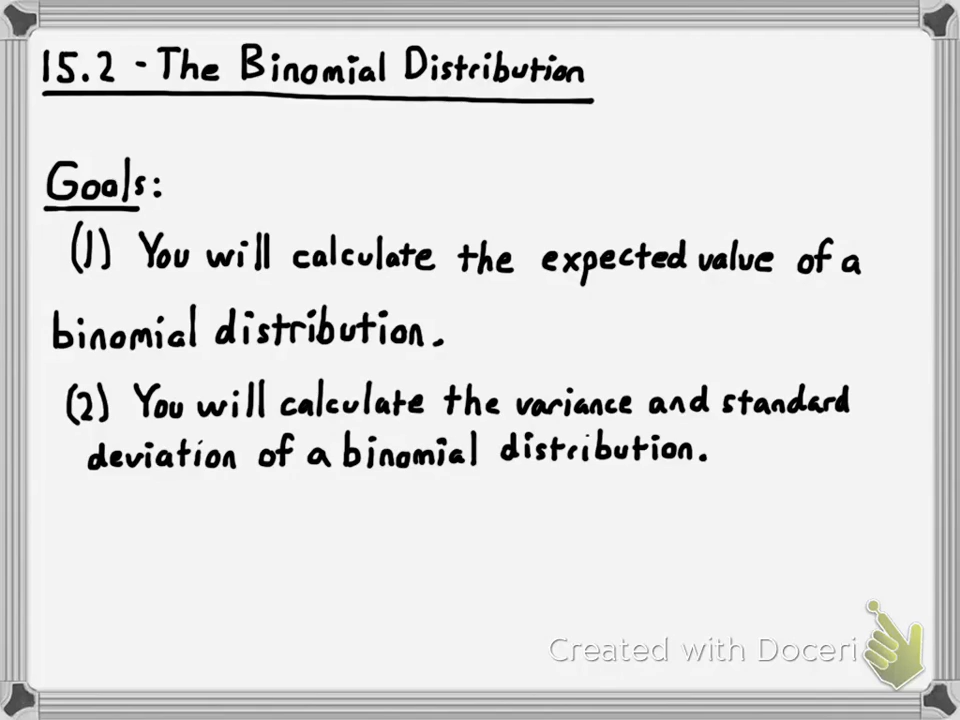 15.2 - The Binomial Distribution
Goals:
(1) You will calculate the expected value of a
binomial distribution.
(2) You will calculate the variance and standard
deviation of a binomial distribution.
Created with Doceri